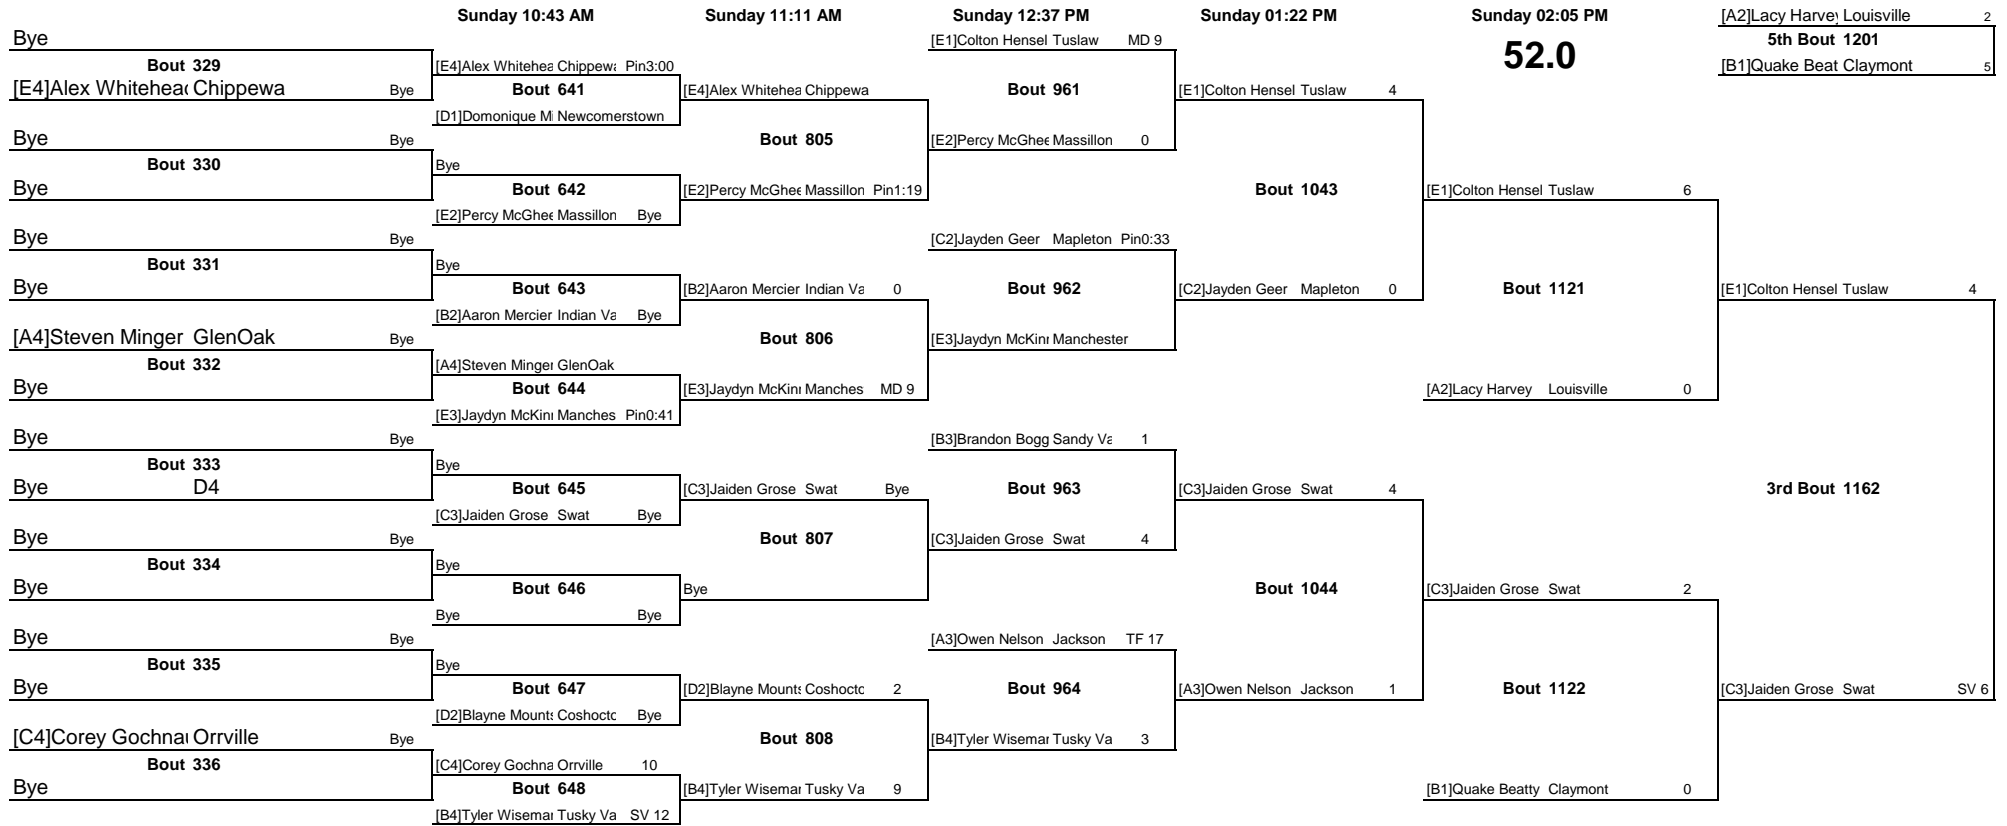 Sunday 10:43 AM Sunday 11:11 AM Sunday 12:37 PM Sunday 01:22 PM Sunday 02:05 PM [A2]Lacy Harvey Louisville 2
Bye [E1]Colton Hensel Tuslaw MD 9 52.0 5th Bout 1201
Bout 329 [E4]Alex Whitehea Chippewa Pin3:00 [B1]Quake Beat Claymont 5
[E4]Alex Whitehead Chippewa Bye Bout 641 [E4]Alex Whitehea Chippewa Bout 961 [E1]Colton Hensel Tuslaw 4
[D1]Domonique Mi Newcomerstown
Bye Bye Bout 805 [E2]Percy McGhee Massillon 0
Bout 330 Bye
Bye Bout 642 [E2]Percy McGhee Massillon Pin1:19 Bout 1043 [E1]Colton Hensel Tuslaw 6
[E2]Percy McGhee Massillon Bye
Bye Bye [C2]Jayden Geer Mapleton Pin0:33
Bout 331 Bye
Bye Bout 643 [B2]Aaron Mercier Indian Va 0 Bout 962 [C2]Jayden Geer Mapleton 0 Bout 1121 [E1]Colton Hensel Tuslaw 4
[B2]Aaron Mercier Indian Va Bye
[A4]Steven Minger GlenOak Bye Bout 806 [E3]Jaydyn McKinn Manchester
Bout 332 [A4]Steven Minger GlenOak
Bye Bout 644 [E3]Jaydyn McKinn Manches MD 9 [A2]Lacy Harvey Louisville 0
[E3]Jaydyn McKinn Manches Pin0:41
Bye Bye [B3]Brandon Bogg Sandy Va 1
Bout 333 Bye
Bye D4 Bout 645 [C3]Jaiden Grose Swat Bye Bout 963 [C3]Jaiden Grose Swat 4 3rd Bout 1162
[C3]Jaiden Grose Swat Bye
Bye Bye Bout 807 [C3]Jaiden Grose Swat 4
Bout 334 Bye
Bye Bout 646 Bye Bout 1044 [C3]Jaiden Grose Swat 2
Bye Bye
Bye Bye [A3]Owen Nelson Jackson TF 17
Bout 335 Bye
Bye Bout 647 [D2]Blayne Mounts Coshocto 2 Bout 964 [A3]Owen Nelson Jackson 1 Bout 1122 [C3]Jaiden Grose Swat SV 6
[D2]Blayne Mounts Coshocto Bye
[C4]Corey Gochnau Orrville Bye Bout 808 [B4]Tyler Wiseman Tusky Va 3
Bout 336 [C4]Corey Gochna Orrville 10
Bye Bout 648 [B4]Tyler Wiseman Tusky Va 9 [B1]Quake Beatty Claymont 0
[B4]Tyler Wiseman Tusky Va SV 12